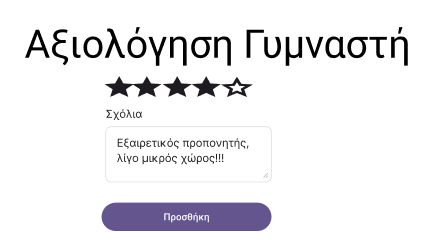 Αξιολόγηση Γυμναστή
Σχόλια
Εξαιρετικός προπονητής,
λίγο μικρός χώρος!!!
Προσθήκη